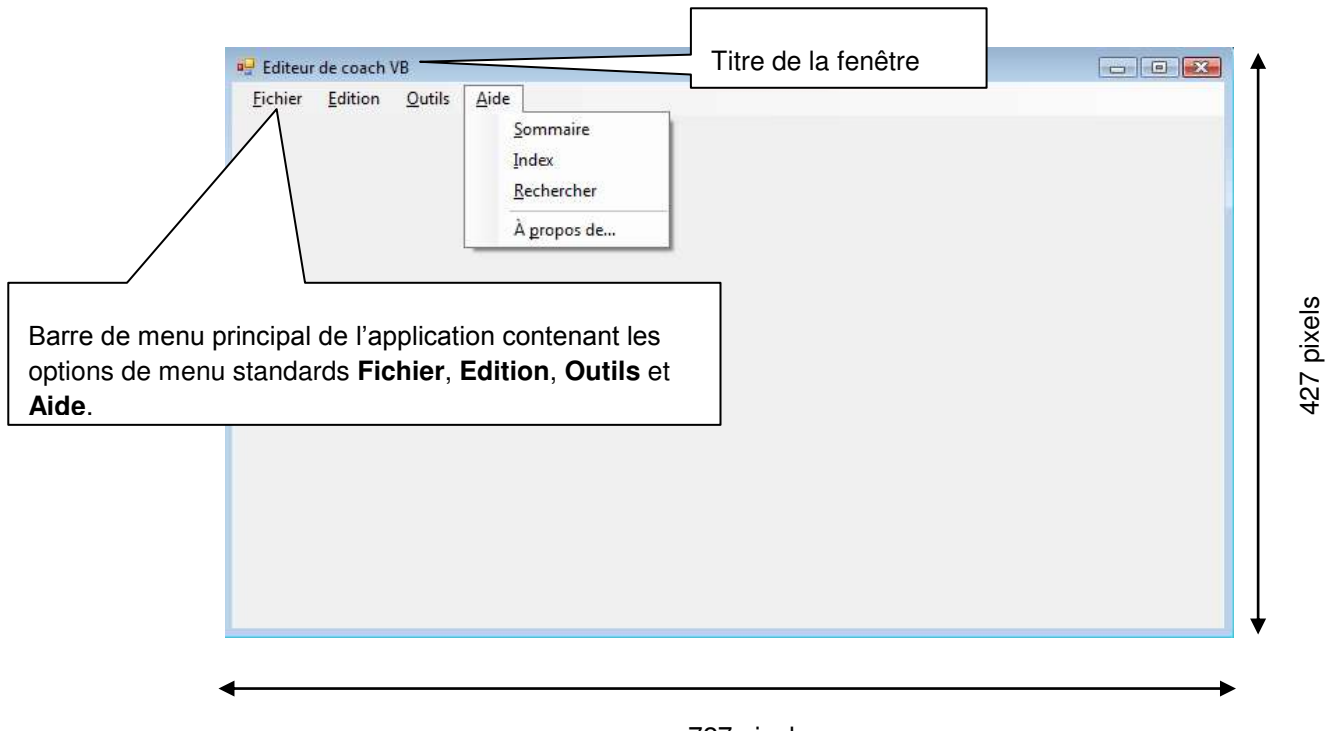 Titre de la fenêtre
Editeur de coach VB
Fichier Edition Outils Aide
Sommaire
Index
Rechercher
À propos de...
Barre de menu principal de l’application contenant les
options de menu standards Fichier, Edition, Outils et
Aide.
427 pixels